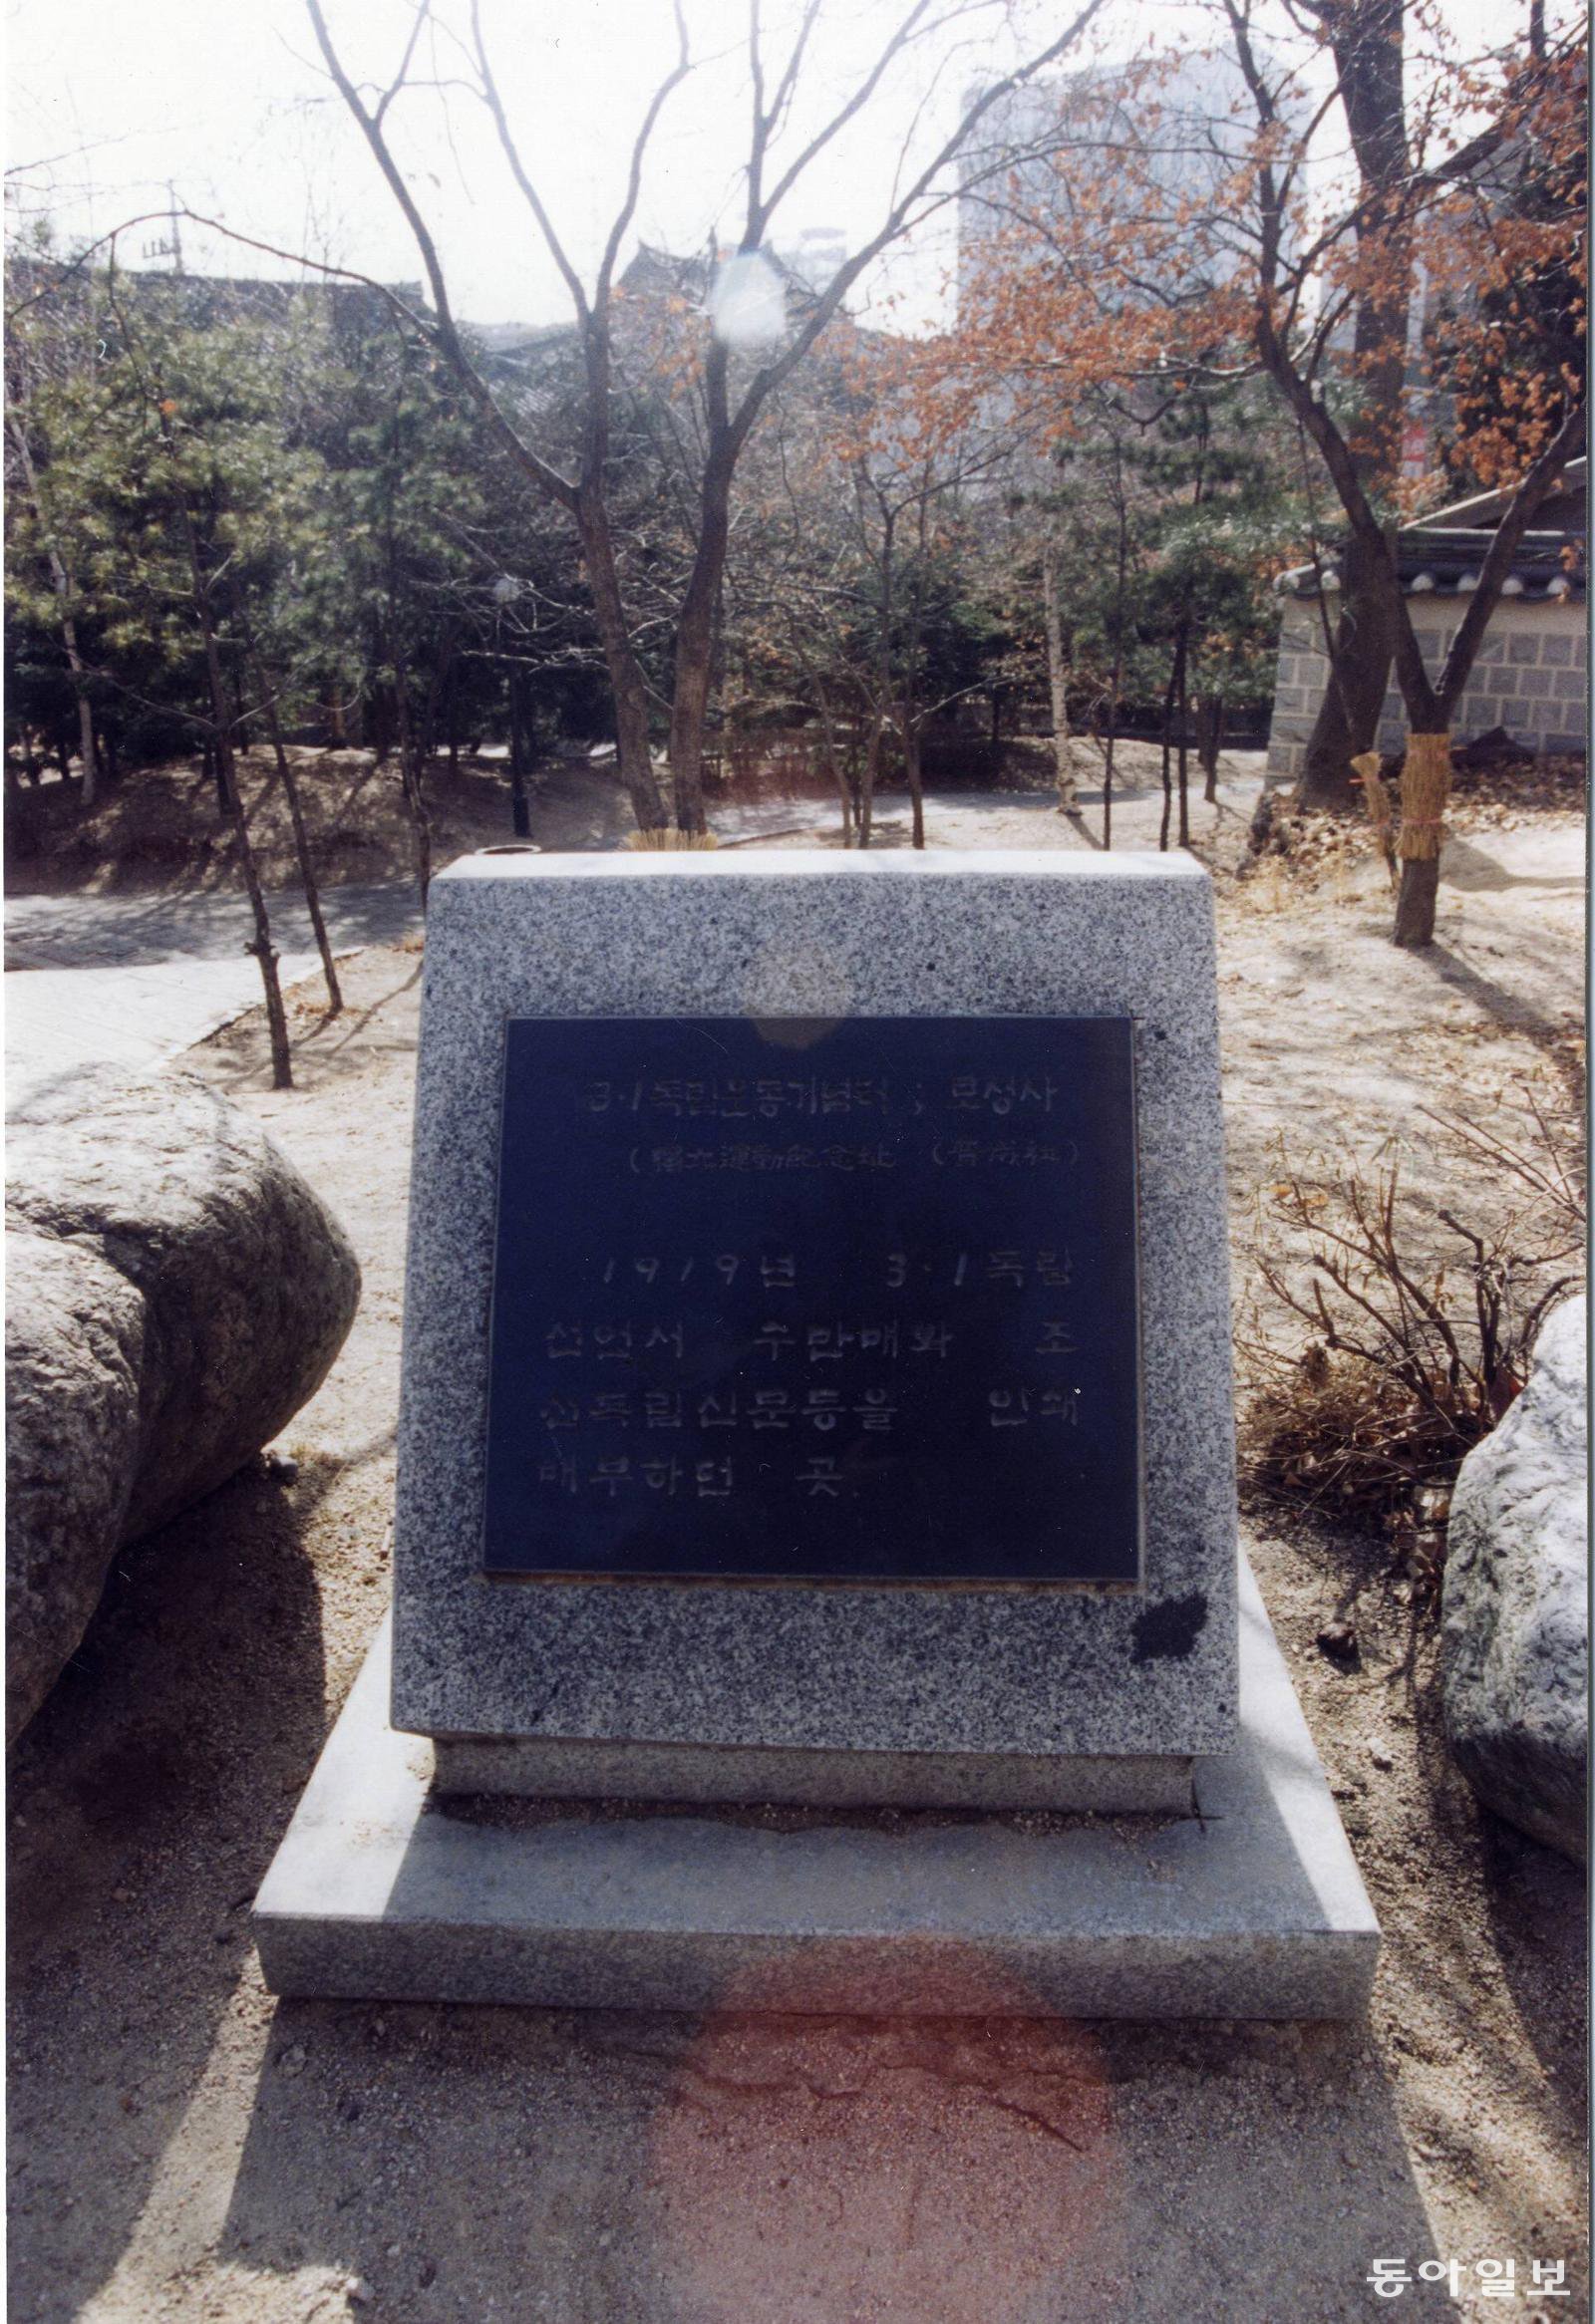 3·1독립운동기념터 ; 보성사
(獨立運動紀念址 (普成社)
1919년 3·1독립
선언서 수만매와 조
선독립신문등을 인쇄
배부하던 곳.
동아일보